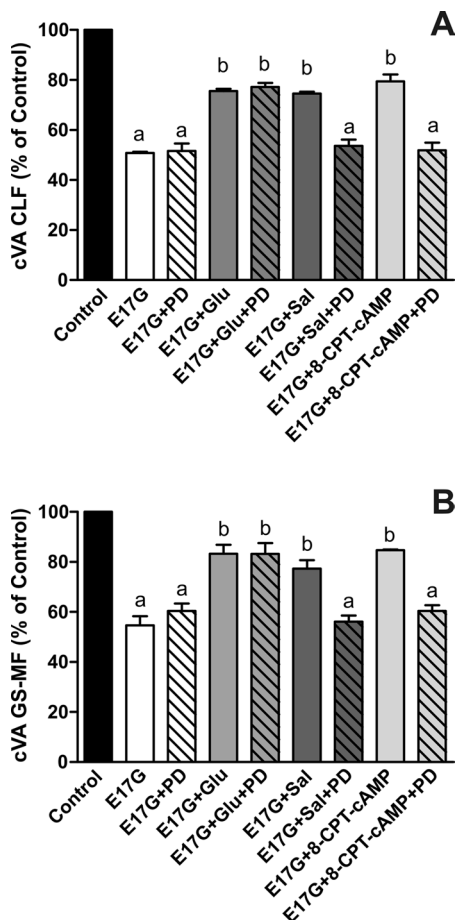 A
cVA CLF (% of Control)
100
80
60
40
20
0
a
a
b
b
b
a
b
a
Control
E17G
E17G+PD
E17G+Glu
E17G+Glu+PD
E17G+Sal
E17G+Sal+PD
E17G+8-CPT-cAMP
E17G+8-CPT-cAMP+PD
B
cVA GS-MF (% of Control)
100
80
60
40
20
0
a
a
b
b
b
a
b
a
Control
E17G
E17G+PD
E17G+Glu
E17G+Glu+PD
E17G+Sal
E17G+Sal+PD
E17G+8-CPT-cAMP
E17G+8-CPT-cAMP+PD